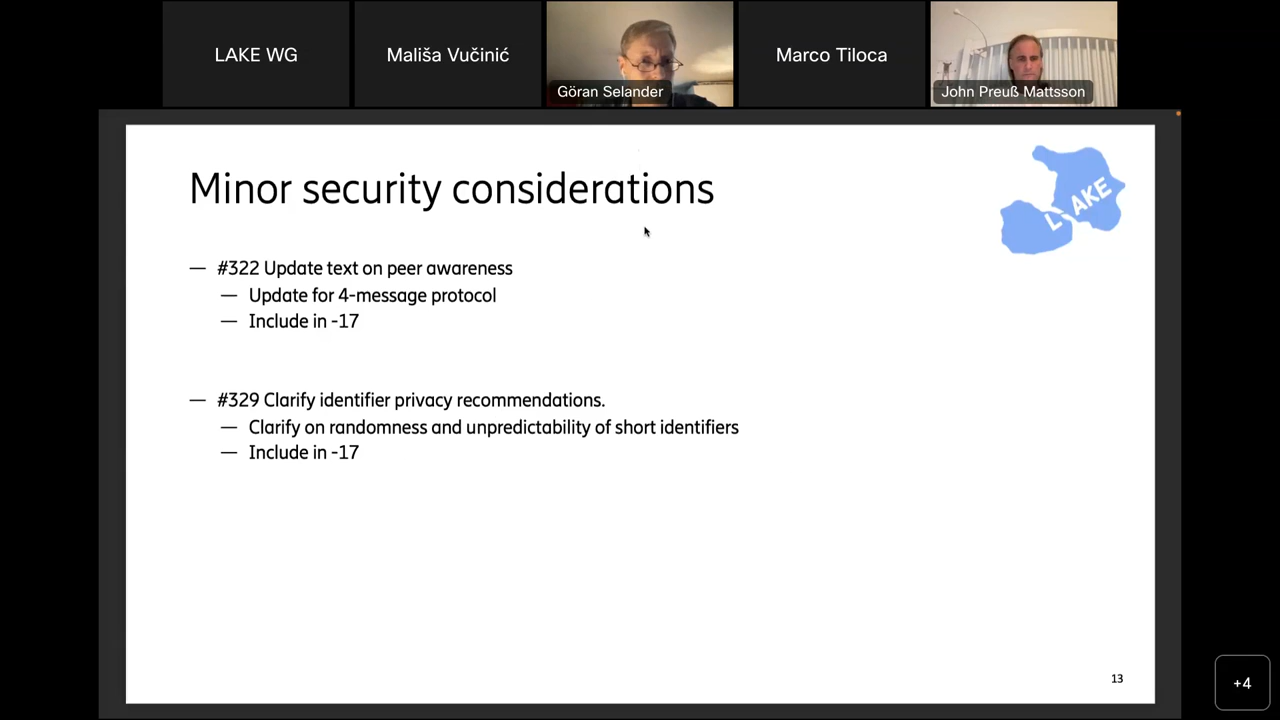 LAKE WG
Mališa Vučinić
Göran Selander
Marco Tiloca
John Preuß Mattsson
Minor security considerations
LAKE
— #322 Update text on peer awareness
— Update for 4-message protocol
— Include in -17
— #329 Clarify identifier privacy recommendations.
— Clarify on randomness and unpredictability of short identifiers
— Include in -17
13
+4